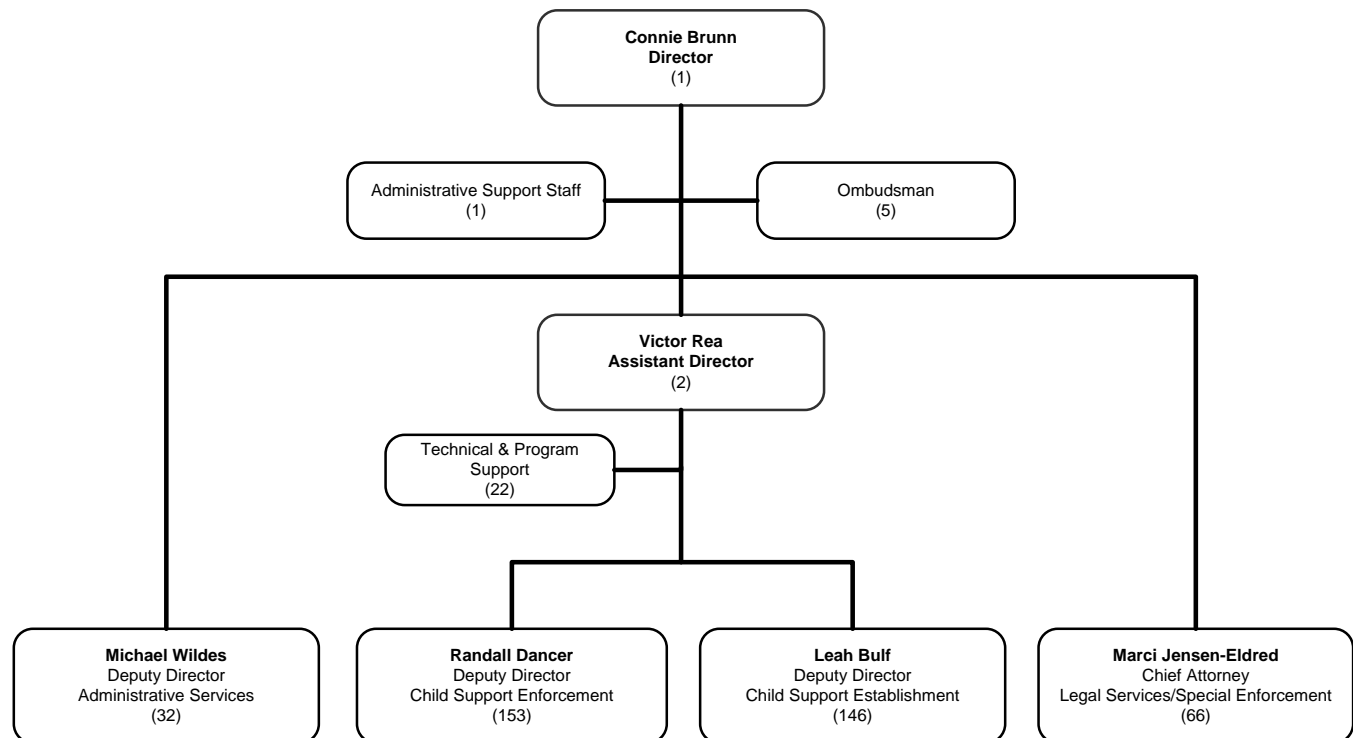 Connie Brunn
Director
(1)
Administrative Support Staff
(1)
Ombudsman
(5)
Victor Rea
Assistant Director
(2)
Technical & Program
Support
(22)
Michael Wildes
Deputy Director
Administrative Services
(32)
Randall Dancer
Deputy Director
Child Support Enforcement
(153)
Leah Bulf
Deputy Director
Child Support Establishment
(146)
Marci Jensen-Eldred
Chief Attorney
Legal Services/Special Enforcement
(66)